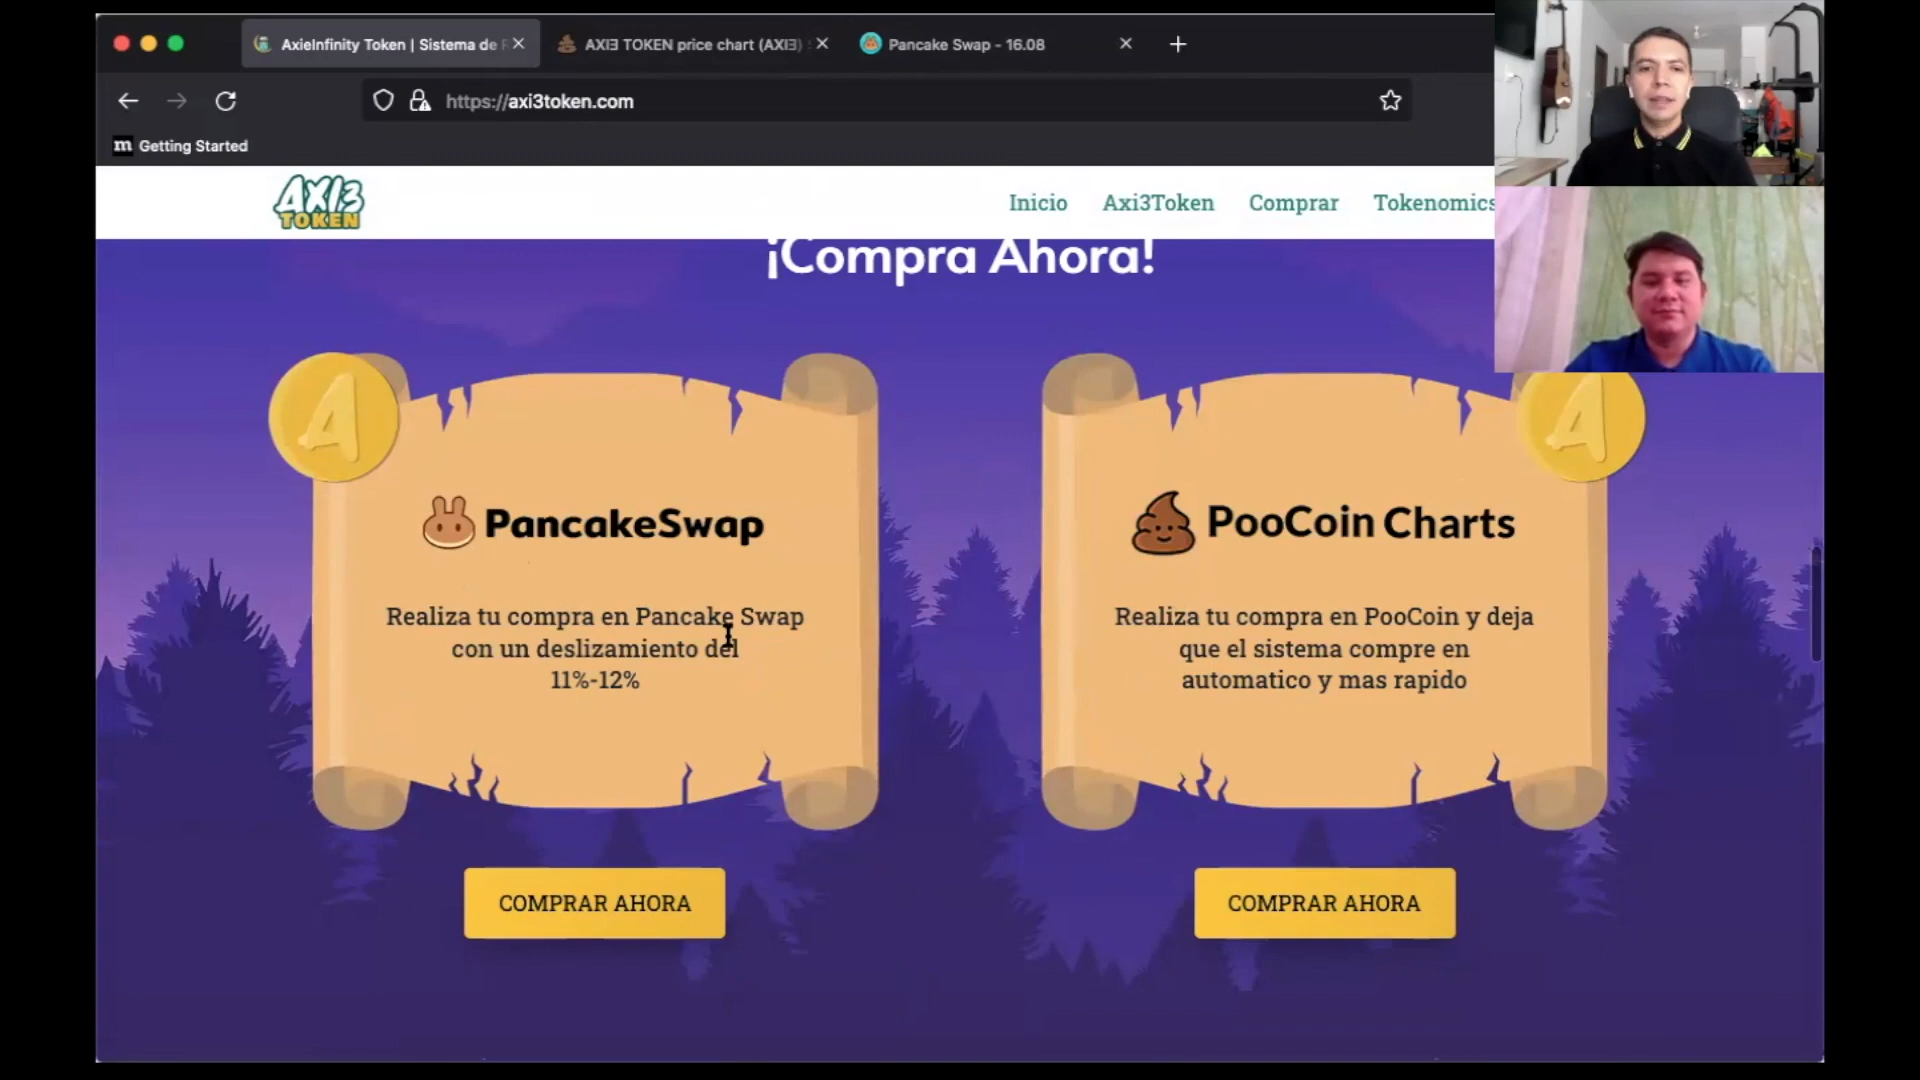 AxieInfinity Token | Sistema de
AXI3 TOKEN price chart (AXI3)
Pancake Swap - 16.08
https://axi3token.com
m Getting Started
AXI3
TOKEN
Inicio
Axi3Token
Comprar
Tokenomics
¡Compra Ahora!
A
A
PancakeSwap
Realiza tu compra en Pancake Swap
con un deslizamiento del
11%-12%
COMPRAR AHORA
PooCoin Charts
Realiza tu compra en PooCoin y deja
que el sistema compre en
automatico y mas rapido
COMPRAR AHORA